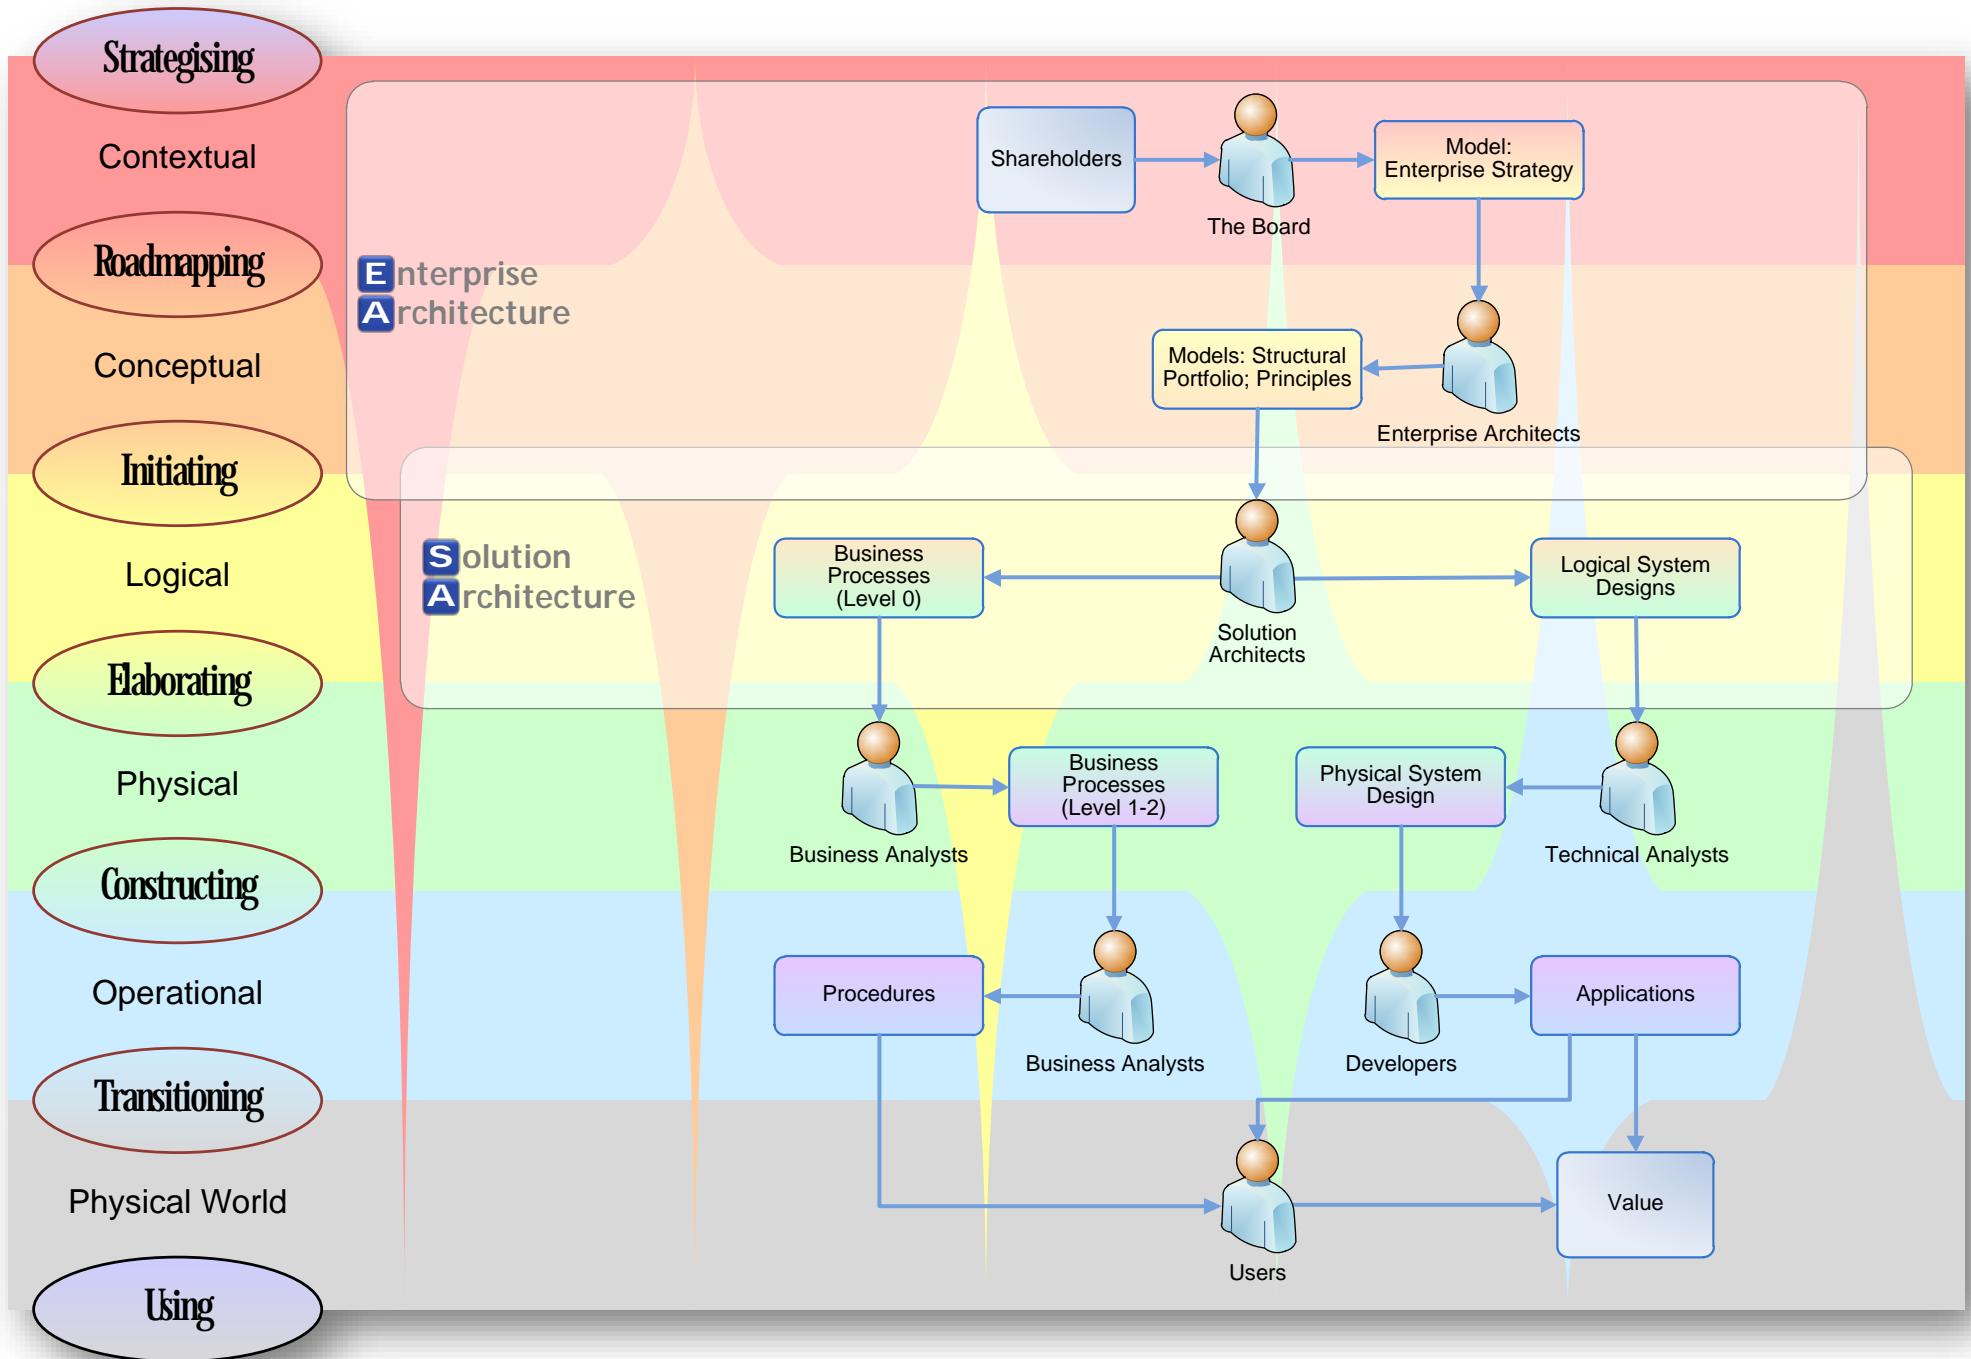 Strategising
Contextual
Roadmapping
Conceptual
Initiating
Logical
Elaborating
Physical
Constructing
Operational
Transitioning
Physical World
Using
Enterprise
Architecture
Solution
Architecture
Shareholders
The Board
Model:
Enterprise Strategy
Enterprise Architects
Models: Structural
Portfolio; Principles
Solution
Architects
Business
Processes
(Level 0)
Logical System
Designs
Business Analysts
Business
Processes
(Level 1-2)
Physical System
Design
Technical Analysts
Procedures
Business Analysts
Developers
Applications
Users
Value